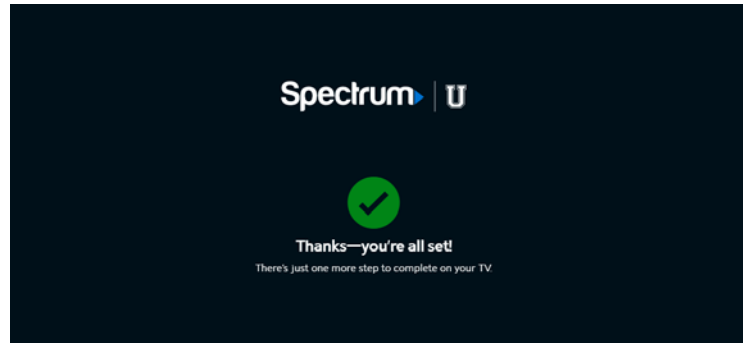 Spectrum U
Thanks—you're all set!
There's just one more step to complete on your TV.